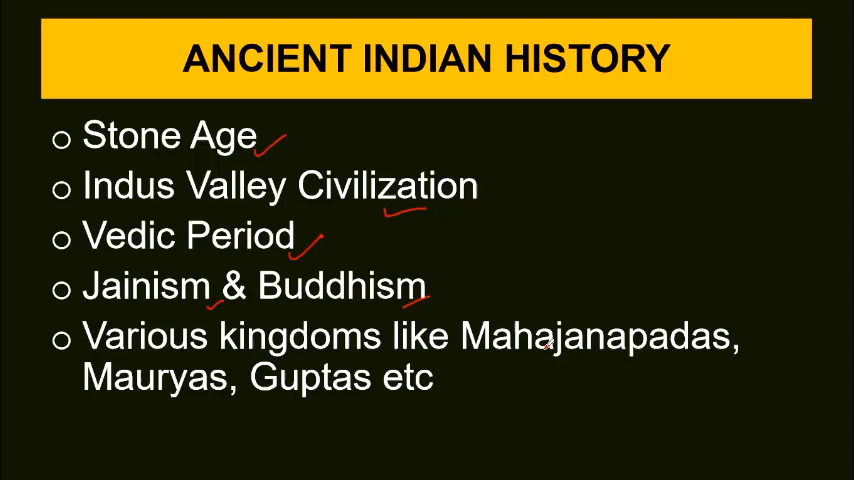 ANCIENT INDIAN HISTORY
Stone Age
Indus Valley Civilization
Vedic Period
Jainism & Buddhism
Various kingdoms like Mahajanapadas,
Mauryas, Guptas etc